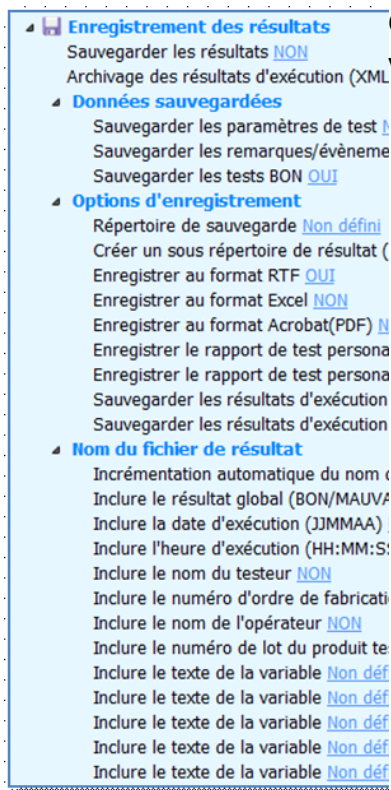 Enregistrement des résultats
Sauvegarder les résultats NON
Archivage des résultats d'exécution (XML
Données sauvegardées
Sauvegarder les paramètres de test
Sauvegarder les remarques/évèneme
Sauvegarder les tests BON OUI
Options d'enregistrement
Répertoire de sauvegarde Non défini
Créer un sous répertoire de résultat (
Enregistrer au format RTF OUI
Enregistrer au format Excel NON
Enregistrer au format Acrobat(PDF) N
Enregistrer le rapport de test persona
Enregistrer le rapport de test persona
Sauvegarder les résultats d'exécution
Sauvegarder les résultats d'exécution
Nom du fichier de résultat
Incrémentation automatique du nom
Inclure le résultat global (BON/MAUVA
Inclure la date d'exécution (JJMMAA)
Inclure l'heure d'exécution (HH:MM:S
Inclure le nom du testeur NON
Inclure le numéro d'ordre de fabricati
Inclure le nom de l'opérateur NON
Inclure le numéro de lot du produit te
Inclure le texte de la variable Non défi
Inclure le texte de la variable Non défi
Inclure le texte de la variable Non défi
Inclure le texte de la variable Non défi
Inclure le texte de la variable Non défi